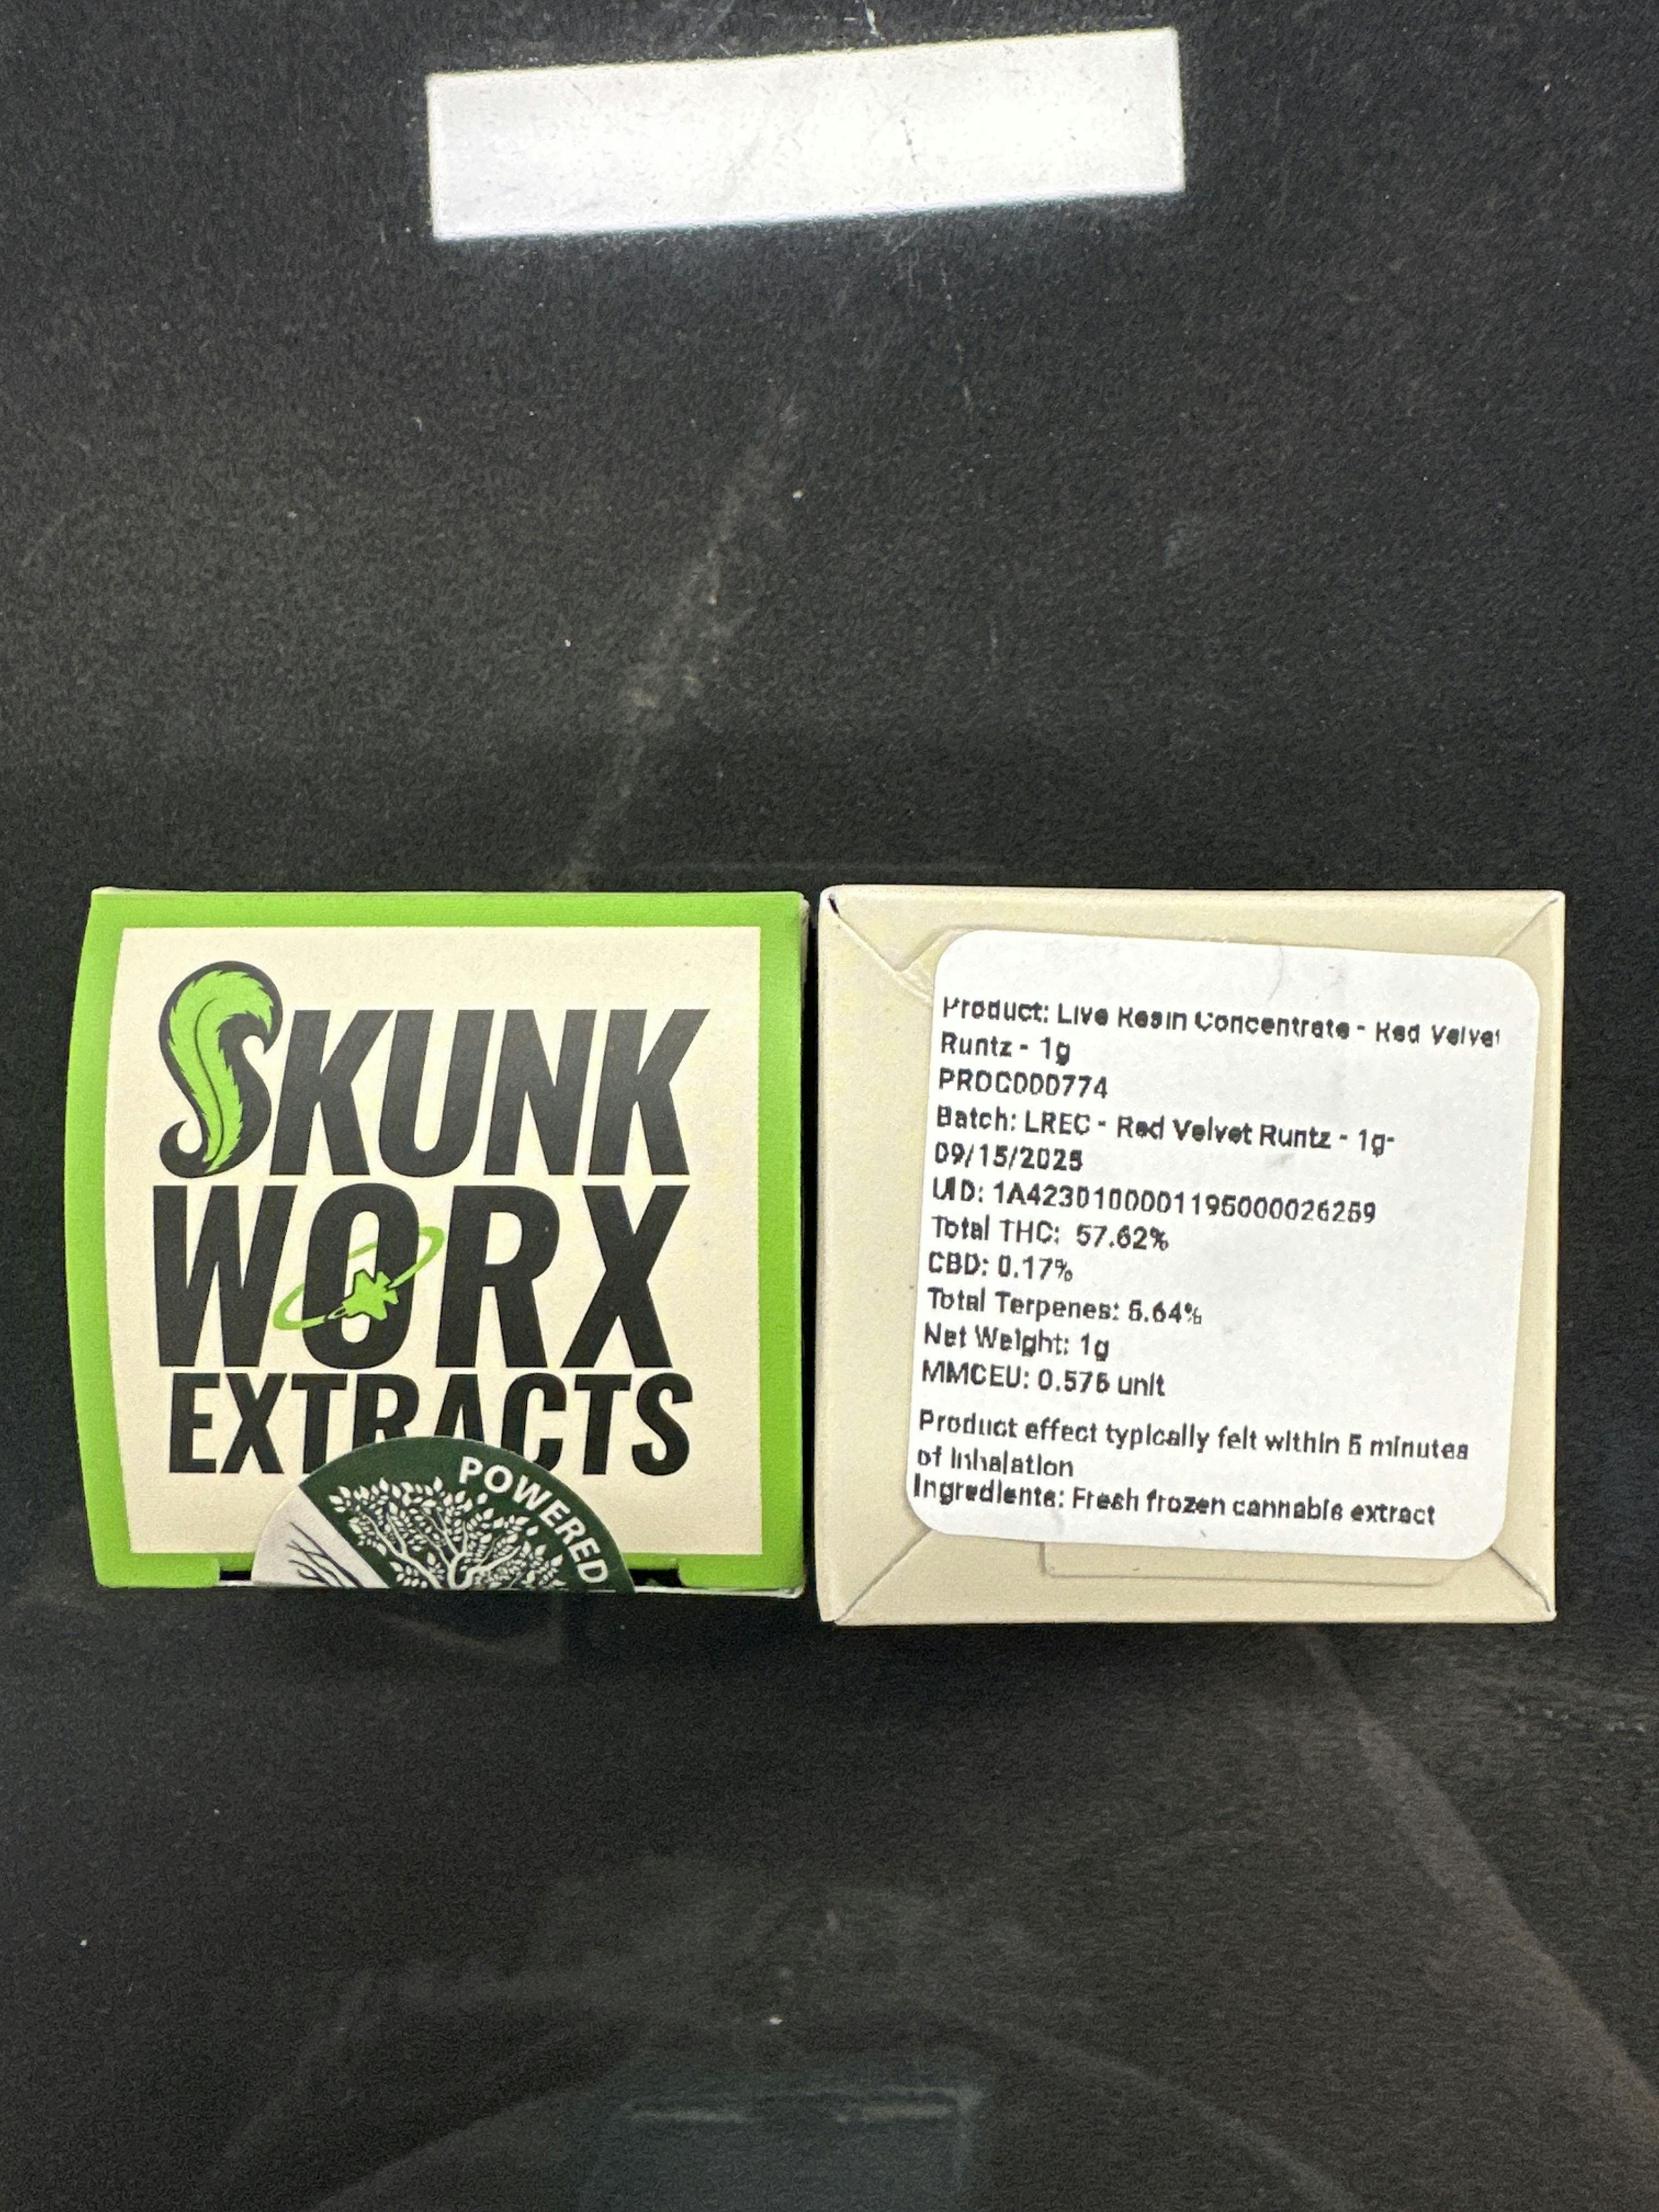 SKUNK
WORX
EXTRACTS
POWERED
Product: Live Resin Concentrate - Red Velvet
Runtz - 1g
PROC000774
Batch: LREC - Red Velvet Runtz - 1g-
09/15/2025
UID: 1A4230100001195000026259
Total THC: 57.62%
CBD: 0.17%
Total Terpenes: 5.64%
Net Weight: 1g
MMCEU: 0.576 unit
Product effect typically felt within 5 minutes
of inhalation
Ingredients: Fresh frozen cannabis extract